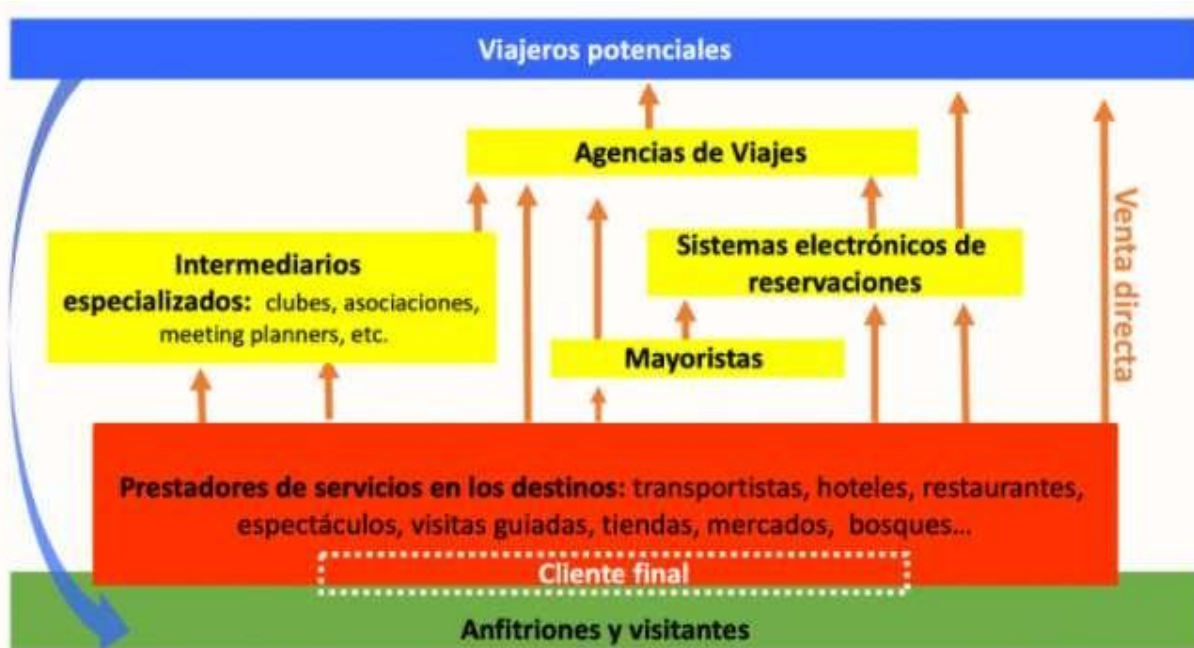 Viajeros potenciales
Agencias de Viajes
Intermediarios
especializados: clubes, asociaciones,
meeting planners, etc.
Sistemas electrónicos de
reservaciones
Mayoristas
Venta directa
Prestadores de servicios en los destinos: transportistas, hoteles, restaurantes,
espectáculos, visitas guiadas, tiendas, mercados, bosques...
Cliente final
Anfitriones y visitantes